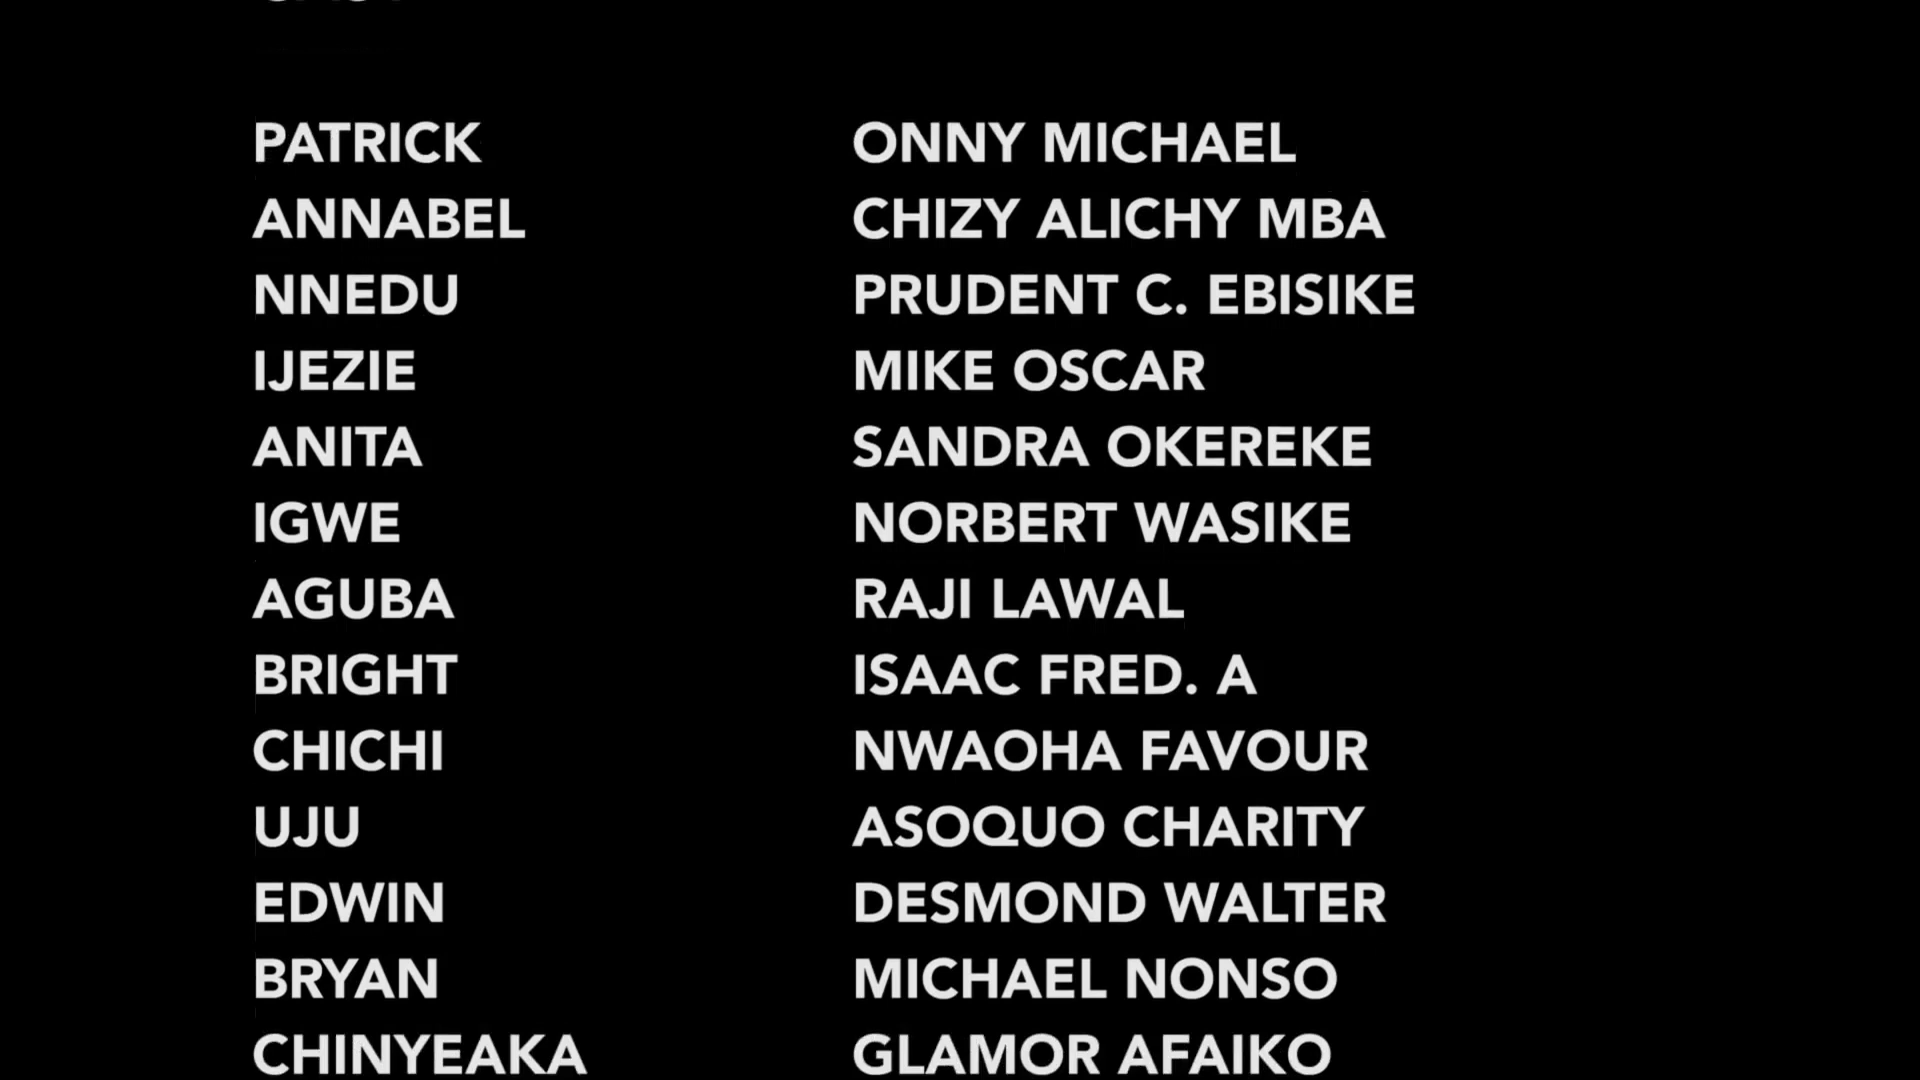 PATRICK ONNY MICHAEL
ANNABEL CHIZY ALICHY MBA
NNEDU PRUDENT C. EBISIKE
IJEZIE MIKE OSCAR
ANITA SANDRA OKEREKE
IGWE NORBERT WASIKE
AGUBA RAJI LAWAL
BRIGHT ISAAC FRED. A
CHICHI NWAOHA FAVOUR
UJU ASOQUO CHARITY
EDWIN DESMOND WALTER
BRYAN MICHAEL NONSO
CHINYEAKA GLAMOR AFAIKO